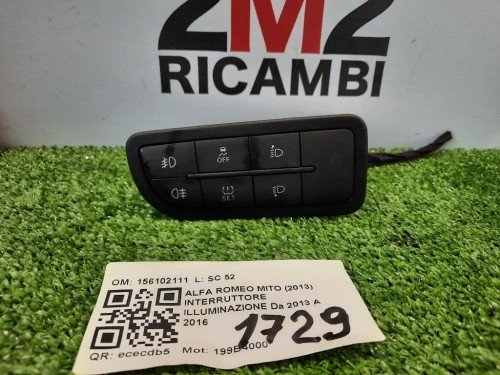 2M2
RICAMBI
OFF
SET
OM: 156102111 L: SC 52
ALFA ROMEO MITO (2013)
INTERRUTTORE
ILLUMINAZIONE Da 2013 A
2016
1729
QR: ececdb5 Mot: 199B4000